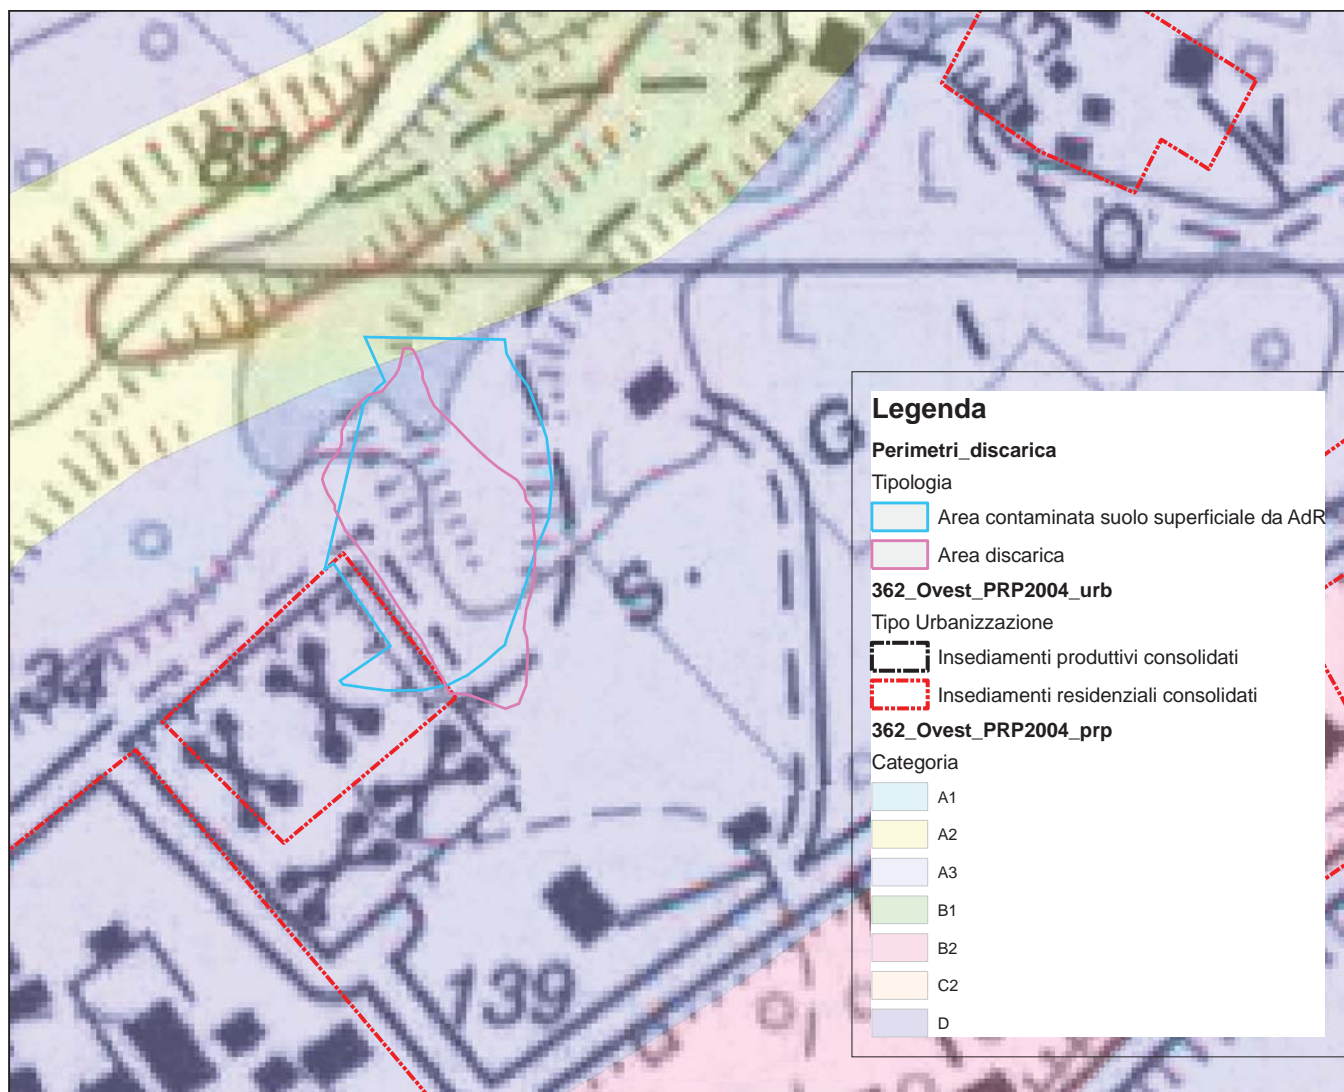 34
139
G
S
Legenda
Perimetri_discarica
Tipologia
Area contaminata suolo superficiale da AdR
Area discarica
362_Ovest_PRP2004_urb
Tipo Urbanizzazione
Insediamenti produttivi consolidati
Insediamenti residenziali consolidati
362_Ovest_PRP2004_prp
Categoria
A1
A2
A3
B1
B2
C2
D